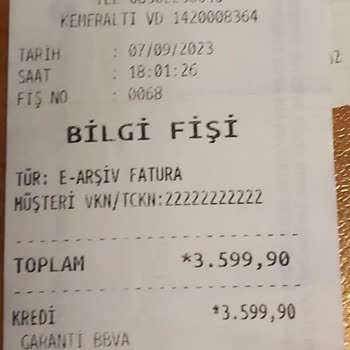 KEMERALTI VD 1420008364
TARİH : 07/09/2023
SAAT : 18:01:26
FİŞ NO : 0068
BİLGİ FİŞİ
TÜR: E-ARŞİV FATURA
MÜŞTERİ VKN/TCKN:22222222222
TOPLAM *3.599,90
KREDİ *3.599,90
GARANTİ BBVA